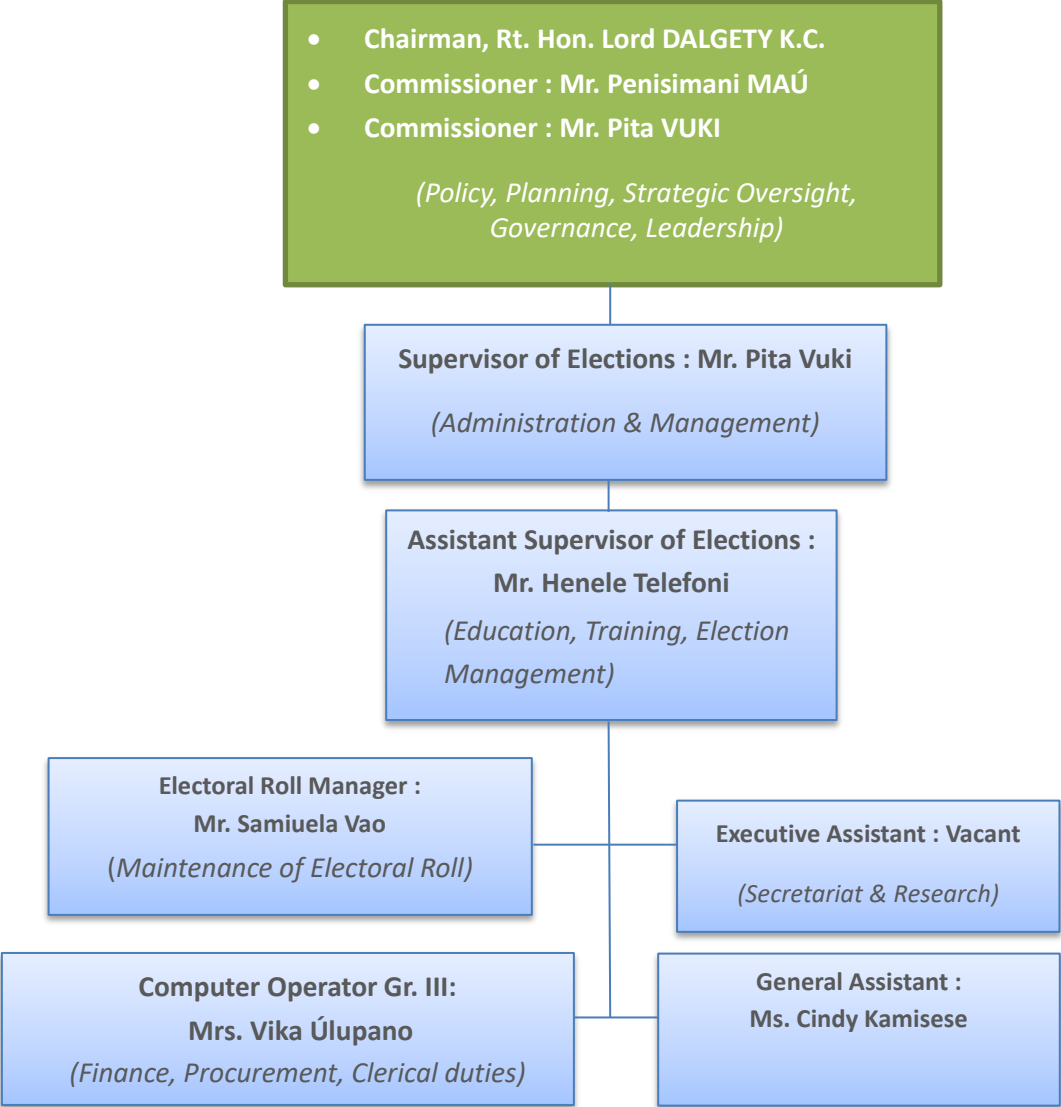 • Chairman, Rt. Hon. Lord DALGETY K.C.
• Commissioner : Mr. Penisimani MAÚ
• Commissioner : Mr. Pita VUKI
(Policy, Planning, Strategic Oversight,
Governance, Leadership)
Supervisor of Elections : Mr. Pita Vuki
(Administration & Management)
Assistant Supervisor of Elections :
Mr. Henele Telefoni
(Education, Training, Election
Management)
Electoral Roll Manager :
Mr. Samiuela Vao
(Maintenance of Electoral Roll)
Executive Assistant : Vacant
(Secretariat & Research)
Computer Operator Gr. III:
Mrs. Vika Úlupano
(Finance, Procurement, Clerical duties)
General Assistant :
Ms. Cindy Kamisese